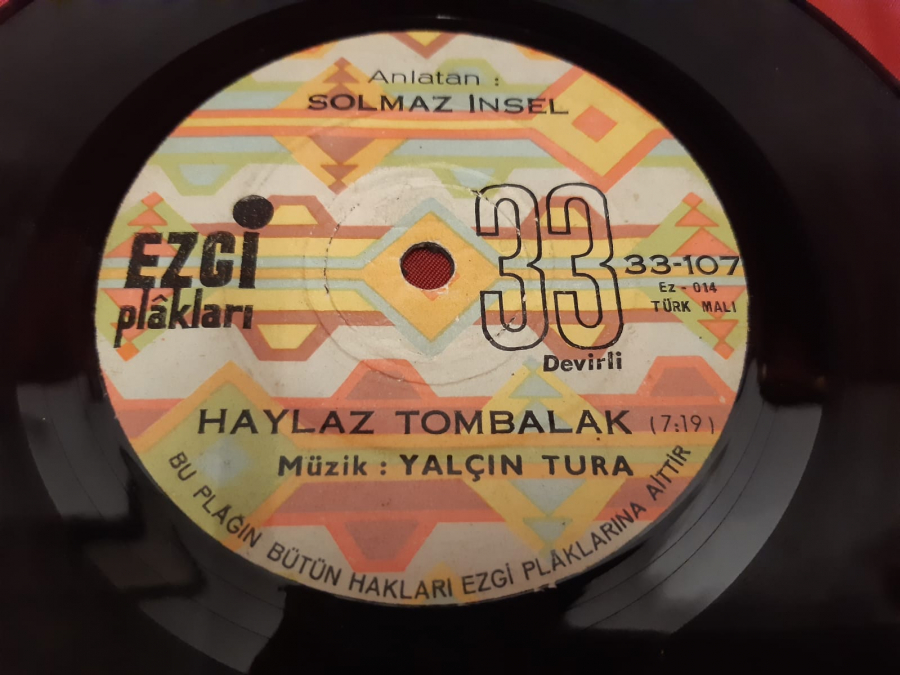 Anlatan :
SOLMAZ İNSEL
EZGİ
plâkları
33
Devirli
33-107
Ez - 014
TÜRK MALI
HAYLAZ TOMBALAK (7:19)
Müzik : YALÇIN TURA
BU PLAĞIN BÜTÜN HAKLARI EZGİ PLÂKLARINA AİTTİR